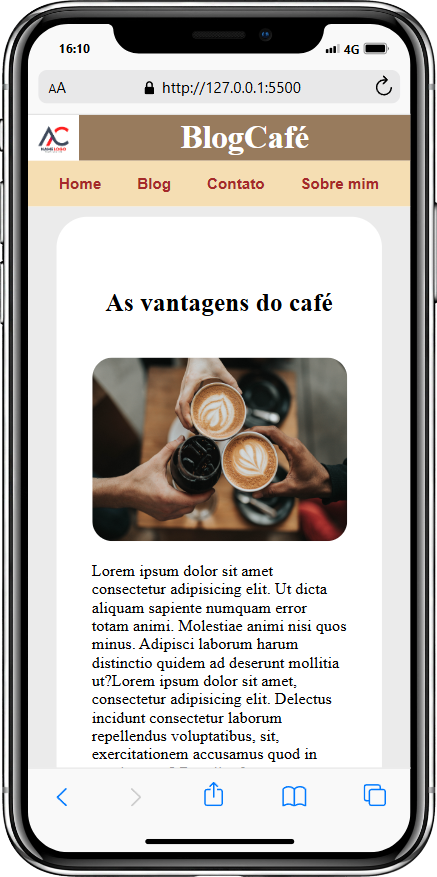 16:10
4G
AA
http://127.0.0.1:5500
AC
NAME LOGO
BlogCafé
Home Blog Contato Sobre mim
As vantagens do café
Lorem ipsum dolor sit amet
consectetur adipisicing elit. Ut dicta
aliquam sapiente numquam error
totam animi. Molestiae animi nisi quos
minus. Adipisci laborum harum
distinctio quidem ad deserunt mollitia
ut?Lorem ipsum dolor sit amet,
consectetur adipisicing elit. Delectus
incidunt consectetur laborum
repellendus voluptatibus, sit,
exercitationem accusamus quod in